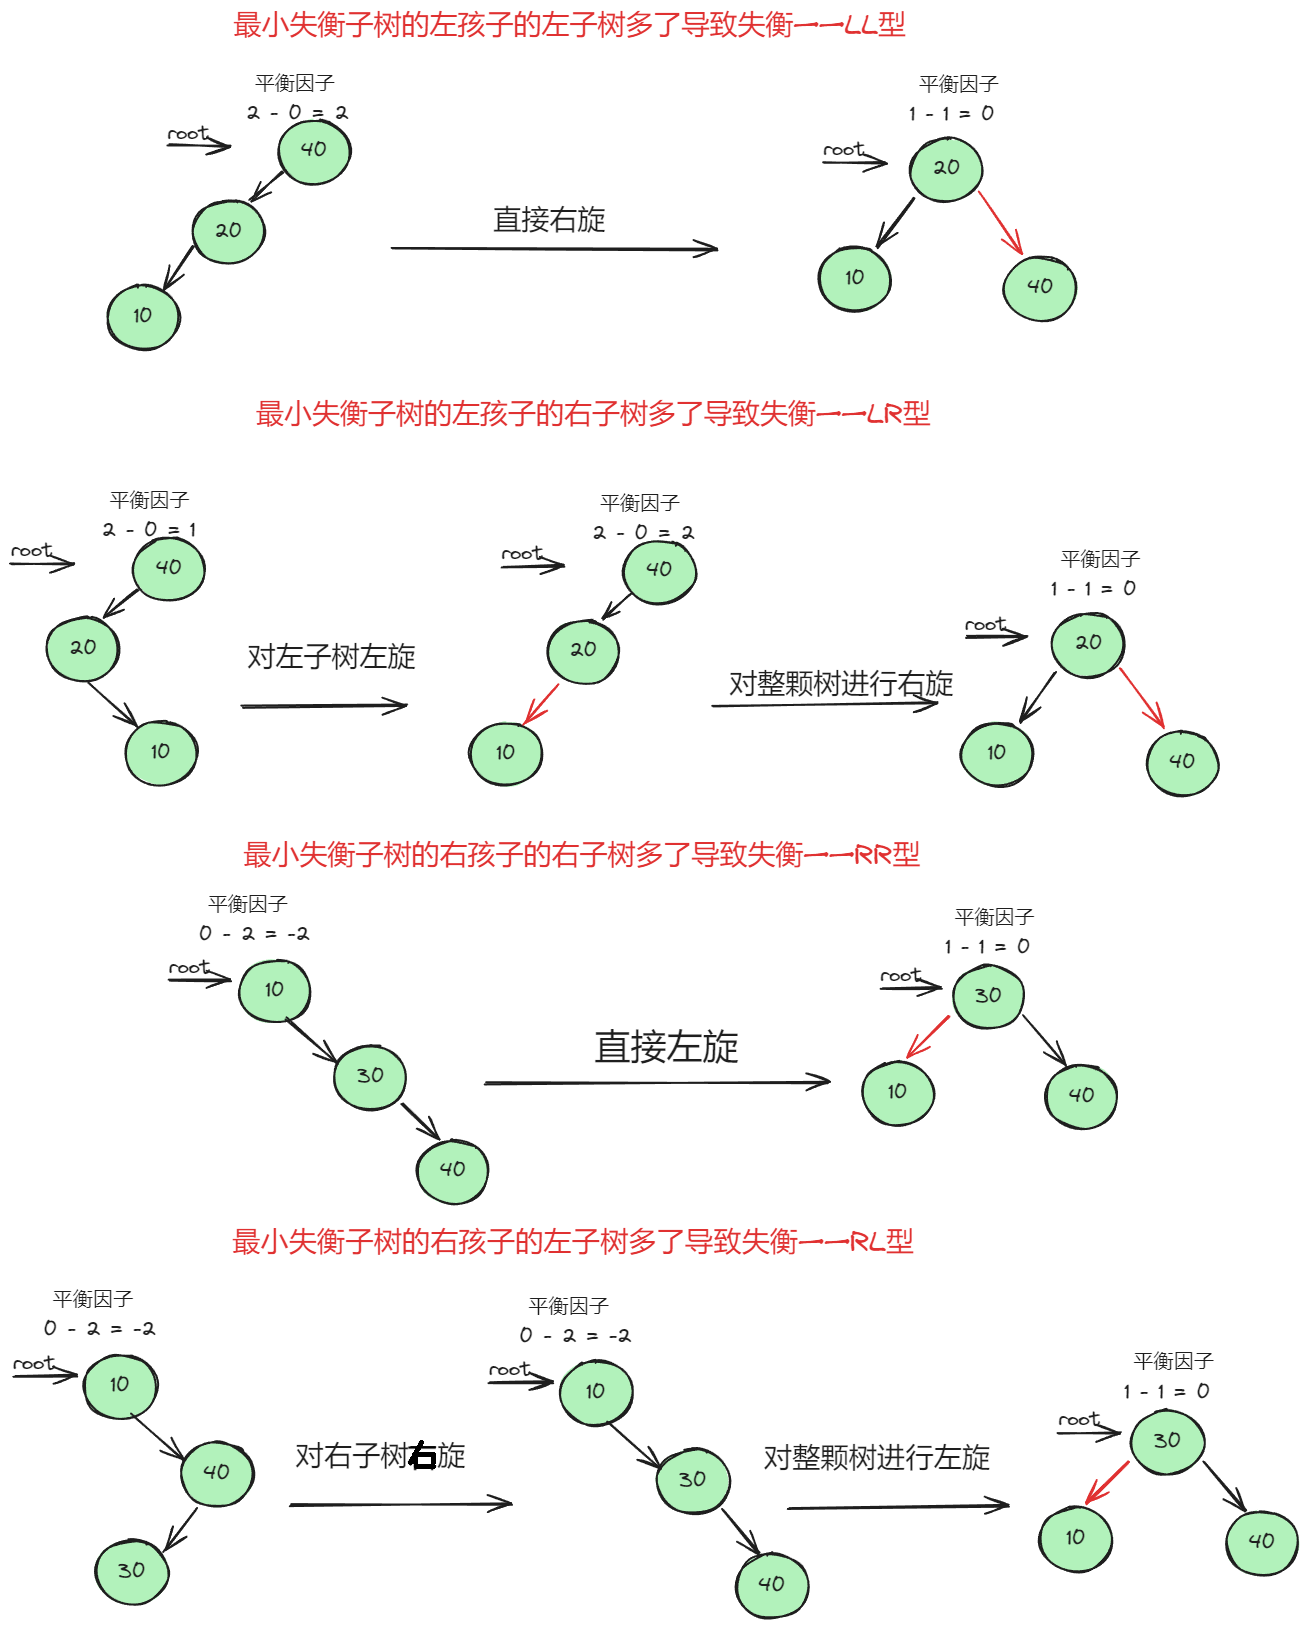 最小失衡子树的左孩子的左子树多了导致失衡——LL型
平衡因子
2 - 0 = 2
root
40
20
10
直接右旋
平衡因子
1 - 1 = 0
root
20
10
40
最小失衡子树的左孩子的右子树多了导致失衡——LR型
平衡因子
2 - 0 = 1
root
40
20
10
对左子树左旋
平衡因子
2 - 0 = 2
root
40
20
10
对整颗树进行右旋
平衡因子
1 - 1 = 0
root
20
10
40
最小失衡子树的右孩子的右子树多了导致失衡——RR型
平衡因子
0 - 2 = -2
root
10
30
40
直接左旋
平衡因子
1 - 1 = 0
root
30
10
40
最小失衡子树的右孩子的左子树多了导致失衡——RL型
平衡因子
0 - 2 = -2
root
10
40
30
对右子树右旋
平衡因子
0 - 2 = -2
root
10
30
40
对整颗树进行左旋
平衡因子
1 - 1 = 0
root
30
10
40